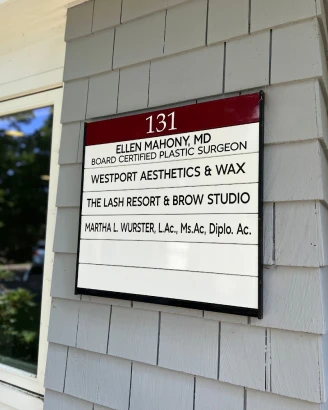 131
ELLEN MAHONY, MD
BOARD CERTIFIED PLASTIC SURGEON
WESTPORT AESTHETICS & WAX
THE LASH RESORT & BROW STUDIO
MARTHA L. WURSTER, L.Ac., Ms.Ac, Diplo. Ac.